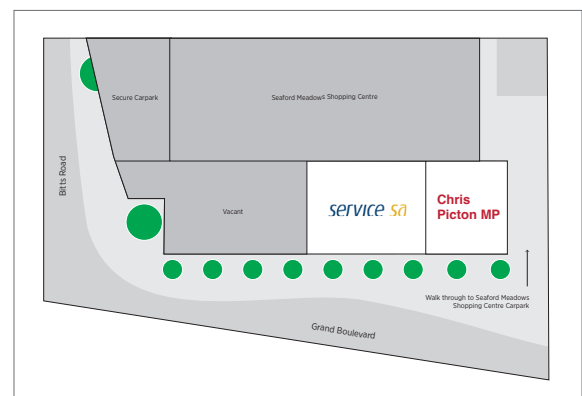 Secure Carpark
Seaford Meadows Shopping Centre
Bitts Road
Vacant
service sa
Chris
Picton MP
Walk through to Seaford Meadows
Shopping Centre Carpark
Grand Boulevard